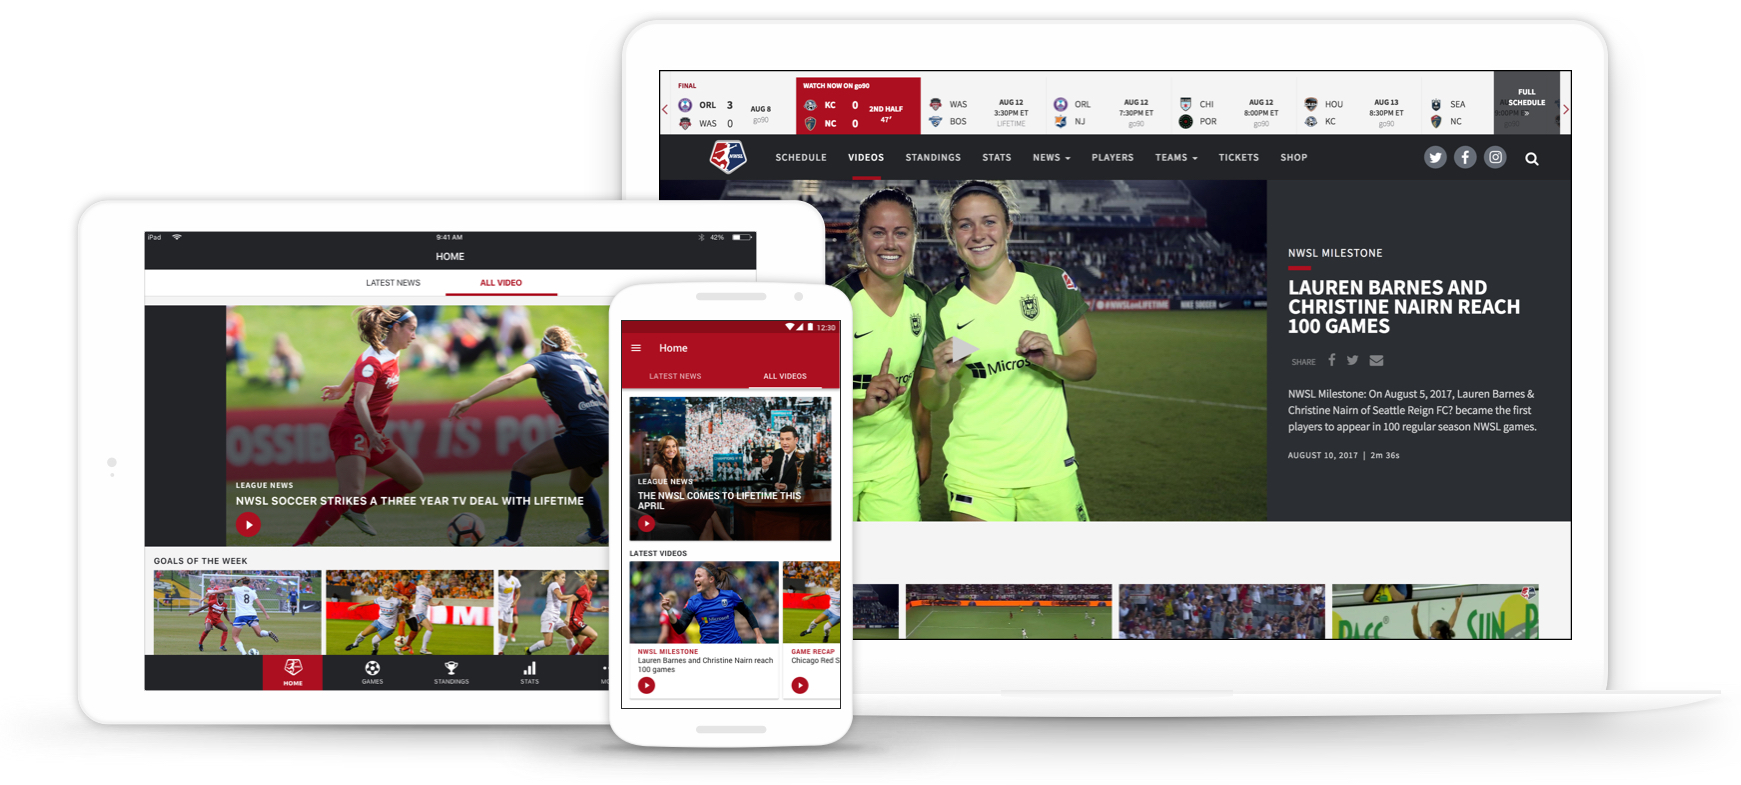 FINAL
ORL 3
WAS 0
AUG 8
go90
WATCH NOW ON go90
KC 0
NC 0
2ND HALF
47'
WAS
BOS
AUG 12
3:30PM ET
LIFETIME
ORL
NJ
AUG 12
7:30PM ET
go90
CHI
POR
AUG 12
8:00PM ET
go90
HOU
KC
AUG 13
8:30PM ET
go90
SEA
NC
FULL
SCHEDULE
»
NWSL
SCHEDULE VIDEOS STANDINGS STATS NEWS PLAYERS TEAMS TICKETS SHOP
NWSL MILESTONE
LAUREN BARNES AND
CHRISTINE NAIRN REACH
100 GAMES
SHARE
NWSL Milestone: On August 5, 2017, Lauren Barnes &
Christine Nairn of Seattle Reign FC? became the first
players to appear in 100 regular season NWSL games.
AUGUST 10, 2017 | 2m 36s
Micros
iPad 9:41 AM 42%
HOME
LATEST NEWS ALL VIDEO
LEAGUE NEWS
NWSL SOCCER STRIKES A THREE YEAR TV DEAL WITH LIFETIME
GOALS OF THE WEEK
8
HOME GAMES STANDINGS STATS
12:30
Home
LATEST NEWS ALL VIDEOS
LEAGUE NEWS
THE NWSL COMES TO LIFETIME THIS
APRIL
LATEST VIDEOS
NWSL MILESTONE
Lauren Barnes and Christine Nairn reach
100 games
GAME RECAP
Chicago Red S